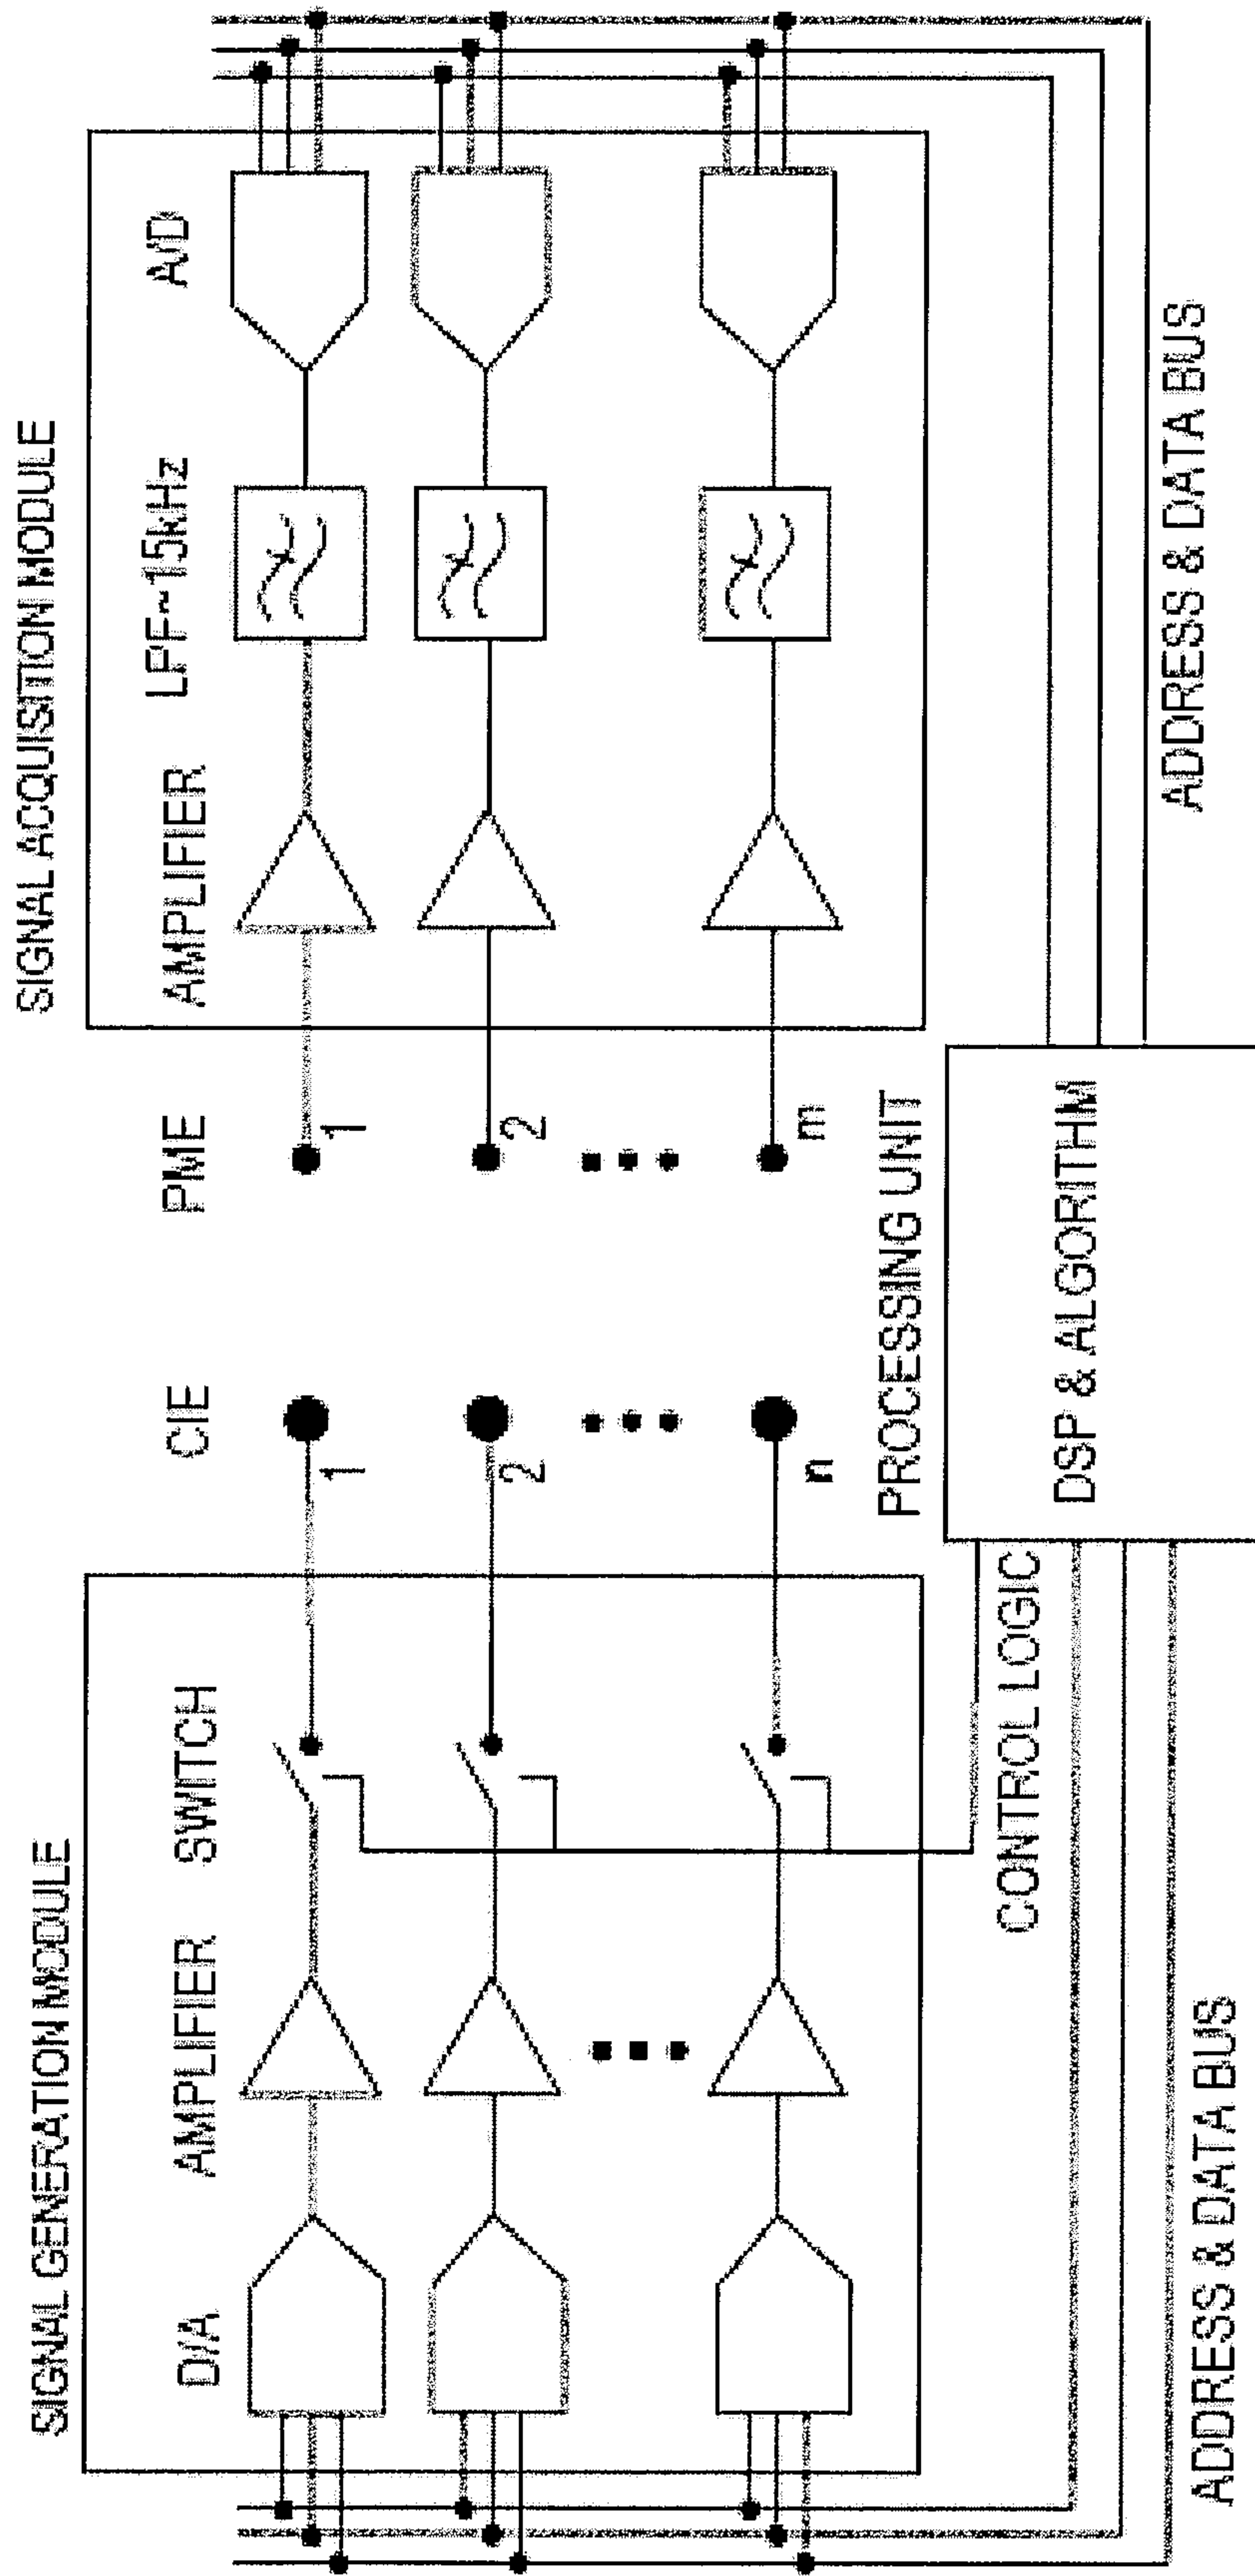 SIGNAL GENERATION MODULE
SIGNAL ACQUISITION MODULE
D/A
AMPLIFIER
SWITCH
CIE
PME
AMPLIFIER
LPF~15kHz
A/D
1
1
2
2
n
m
PROCESSING UNIT
CONTROL LOGIC
DSP & ALGORITHM
ADDRESS & DATA BUS
ADDRESS & DATA BUS